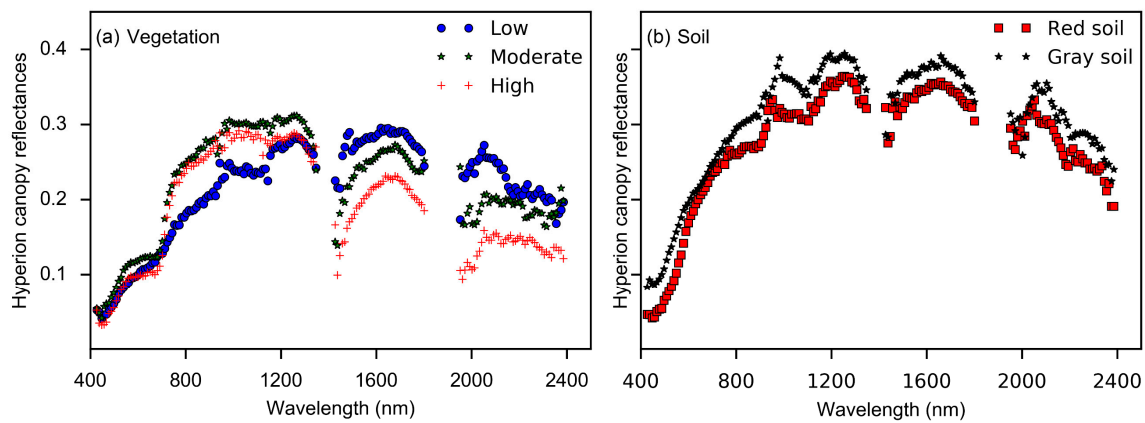 (a) Vegetation
Low
Moderate
High
Hyperion canopy reflectances
0.4
0.3
0.2
0.1
400 800 1200 1600 2000 2400
Wavelength (nm)
(b) Soil
Red soil
Gray soil
Hyperion canopy reflectances
400 800 1200 1600 2000 2400
Wavelength (nm)